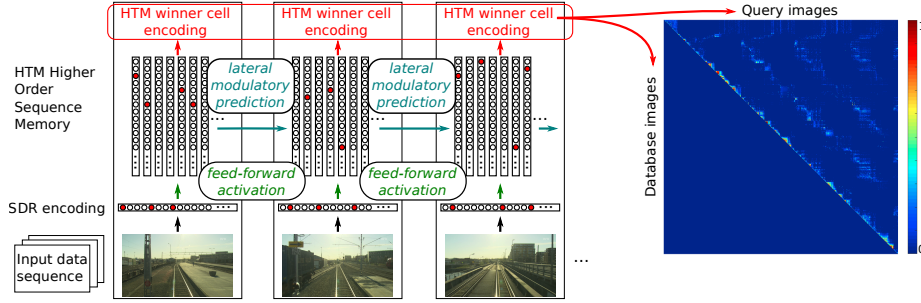 HTM winner cell
encoding
HTM winner cell
encoding
HTM winner cell
encoding
HTM Higher
Order
Sequence
Memory
lateral
modulatory
prediction
lateral
modulatory
prediction
...
...
...
feed-forward
activation
feed-forward
activation
SDR encoding
Input data
sequence
...
Query images
Database images
1
0